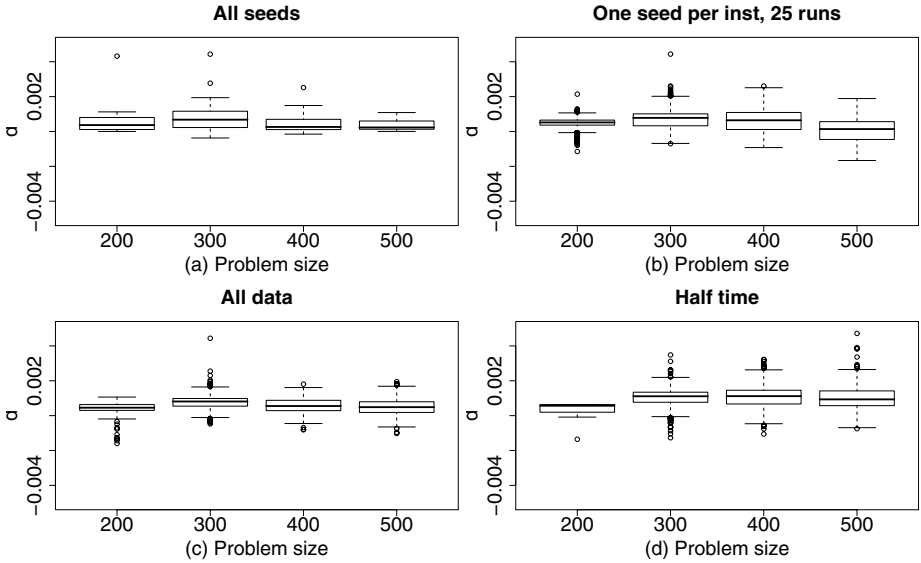 All seeds
α
0.002
-0.004
200 300 400 500
(a) Problem size
One seed per inst, 25 runs
α
0.002
-0.004
200 300 400 500
(b) Problem size
All data
α
0.002
-0.004
200 300 400 500
(c) Problem size
Half time
α
0.002
-0.004
200 300 400 500
(d) Problem size